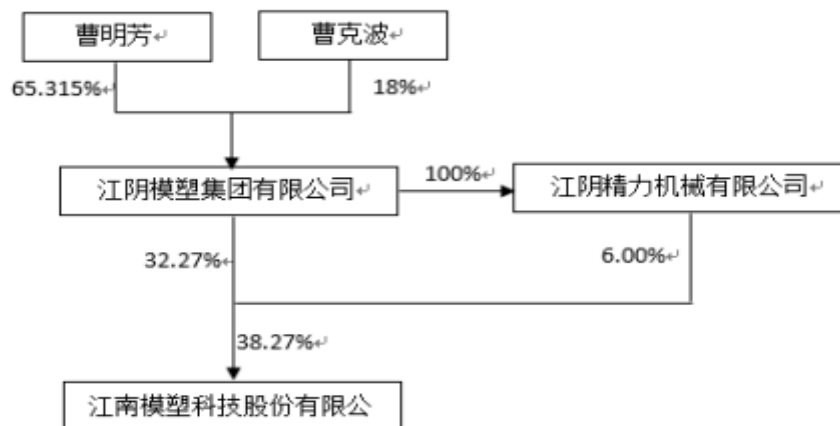 曹明芳↵
曹克波↵
65.315%↵
18%↵
江阴模塑集团有限公司↵
100%↵
江阴精力机械有限公司↵
32.27%↵
6.00%↵
38.27%↵
江南模塑科技股份有限公